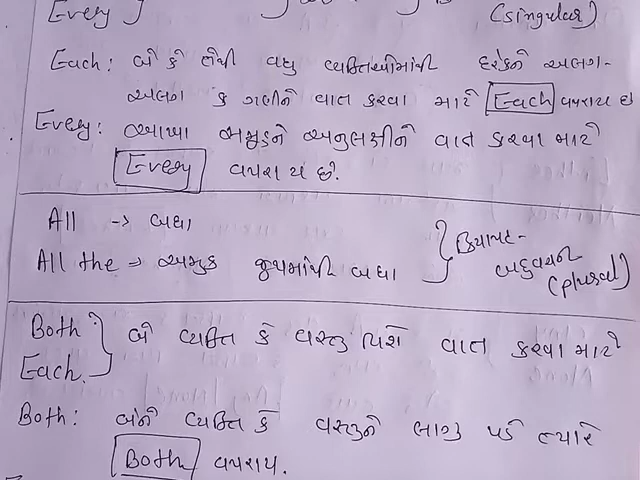 Every (singular)
Each: બે કે તેથી વધુ વ્યક્તિઓમાંથી દરેકને અલગ-
અલગ કે ગણીને વાત કરવા માટે Each વપરાય છે
Every: આખા સમુહને અનુલક્ષીને વાત કરવા માટે
Every વપરાય છે.
All → બધા
All the → અમુક જૂથમાંથી બધા
ક્રિયાપદ-
બહુવચન
(plural)
Both
Each
બે વ્યક્તિ કે વસ્તુ વિશે વાત કરવા માટે
Both: બંને વ્યક્તિ કે વસ્તુને લાગુ પડે ત્યારે
Both વપરાય.